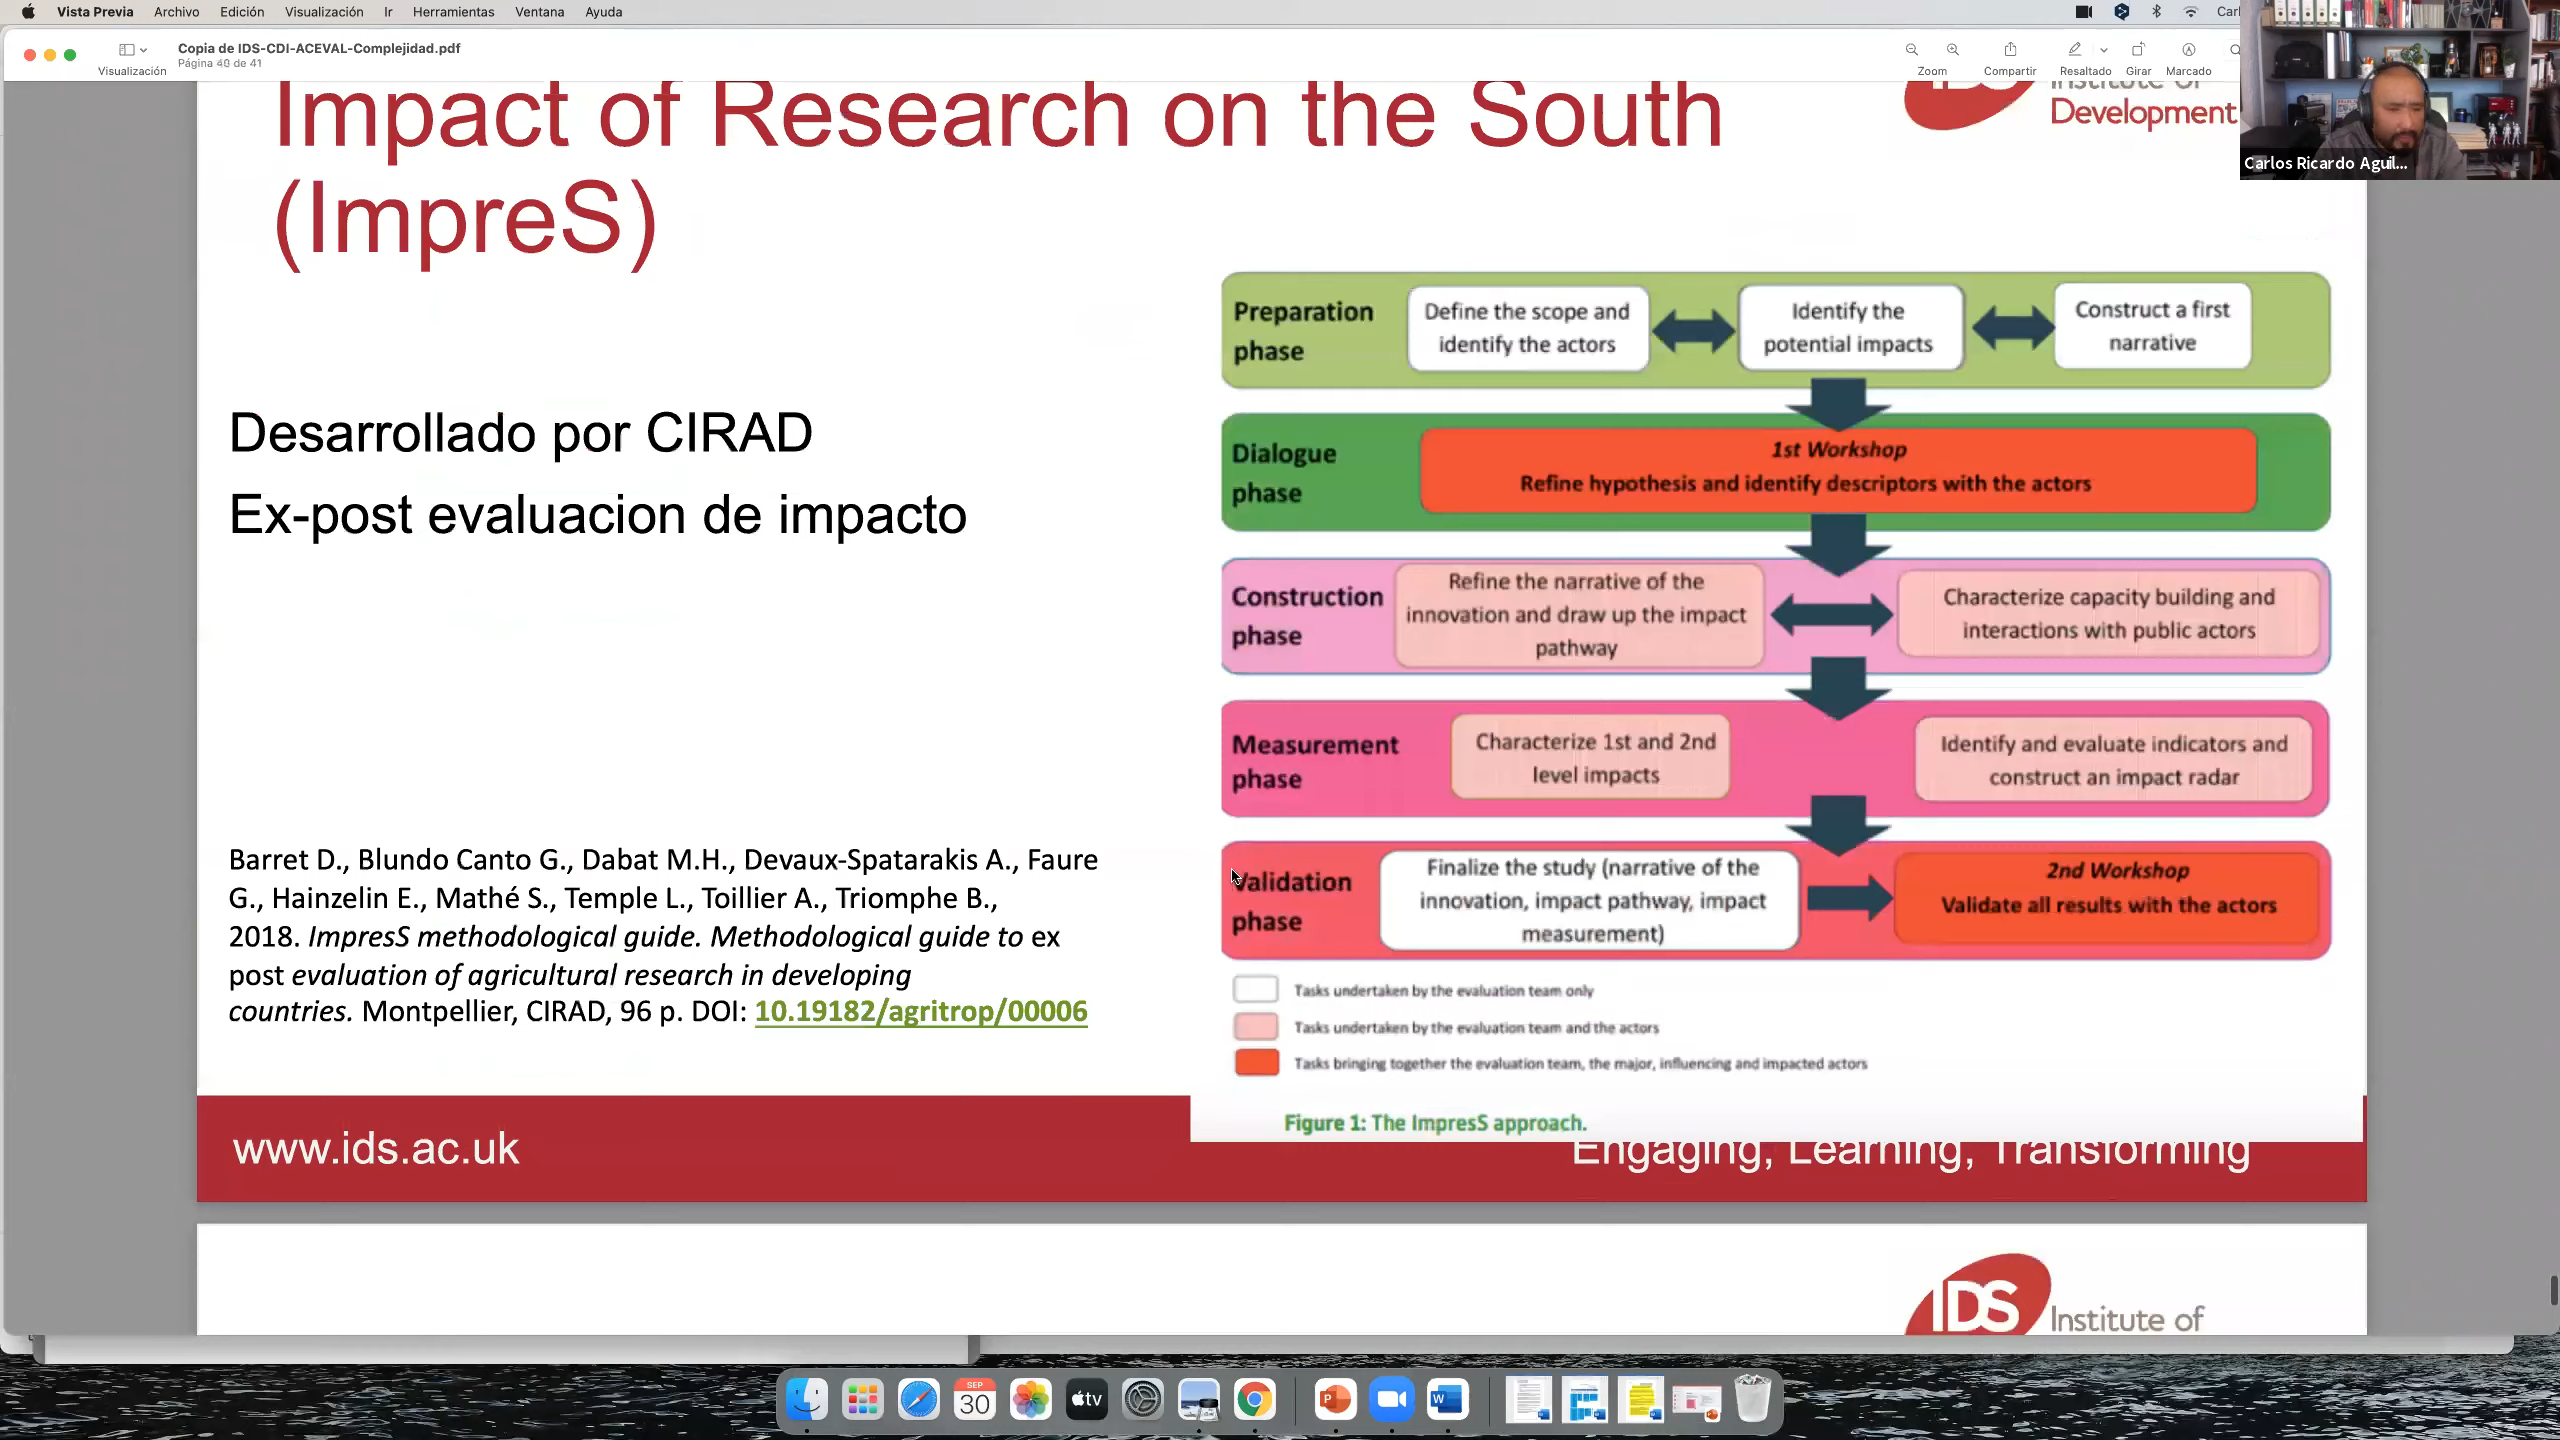 Vista Previa Archivo Edición Visualización Ir Herramientas Ventana Ayuda
Copia de IDS-CDI-ACEVAL-Complejidad.pdf
Página 40 de 41
Visualización
Zoom Compartir Resaltado Girar Marcado
Carlos Ricardo Aguil...
Impact of Research on the South
(ImpreS)
Institute of
Development
Desarrollado por CIRAD
Ex-post evaluacion de impacto
Barret D., Blundo Canto G., Dabat M.H., Devaux-Spatarakis A., Faure
G., Hainzelin E., Mathé S., Temple L., Toillier A., Triomphe B.,
2018. ImpresS methodological guide. Methodological guide to ex
post evaluation of agricultural research in developing
countries. Montpellier, CIRAD, 96 p. DOI: 10.19182/agritrop/00006
Preparation
phase
Define the scope and
identify the actors
Identify the
potential impacts
Construct a first
narrative
Dialogue
phase
1st Workshop
Refine hypothesis and identify descriptors with the actors
Construction
phase
Refine the narrative of the
innovation and draw up the impact
pathway
Characterize capacity building and
interactions with public actors
Measurement
phase
Characterize 1st and 2nd
level impacts
Identify and evaluate indicators and
construct an impact radar
Validation
phase
Finalize the study (narrative of the
innovation, impact pathway, impact
measurement)
2nd Workshop
Validate all results with the actors
Tasks undertaken by the evaluation team only
Tasks undertaken by the evaluation team and the actors
Tasks bringing together the evaluation team, the major, influencing and impacted actors
Figure 1: The ImpresS approach.
www.ids.ac.uk
Engaging, Learning, Transforming
IDS
Institute of
SEP
30
tv